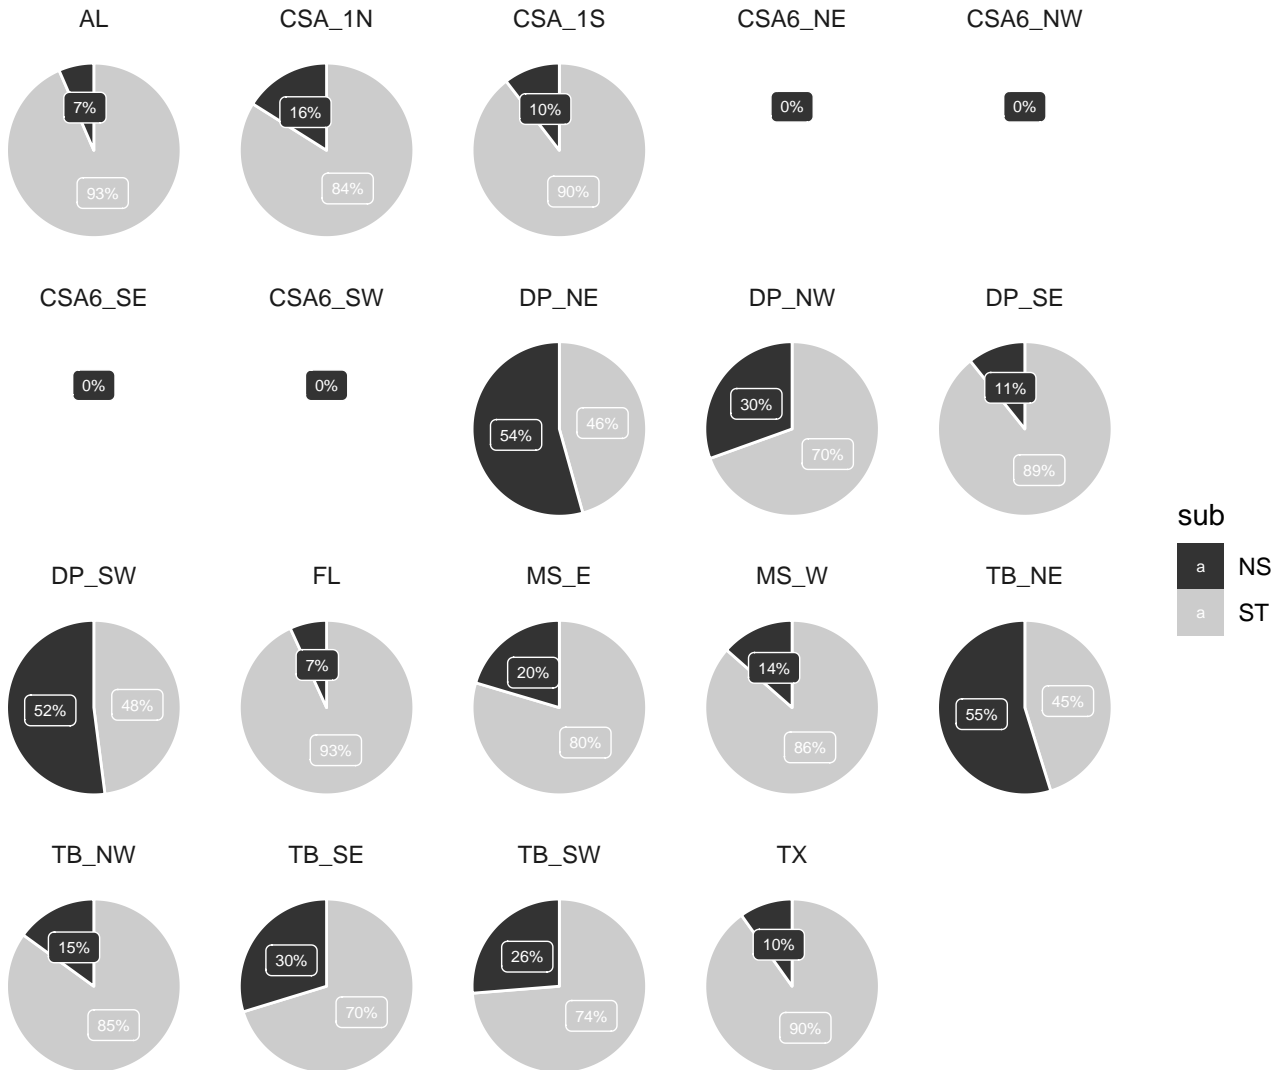 AL CSA_1N CSA_1S CSA6_NE CSA6_NW
7% 16% 10% 0% 0%
93% 84% 90%
CSA6_SE CSA6_SW DP_NE DP_NW DP_SE
0% 0% 54% 46% 30% 70% 11% 89%
sub
a NS
a ST
DP_SW FL MS_E MS_W TB_NE
52% 48% 7% 93% 20% 80% 14% 86% 55% 45%
TB_NW TB_SE TB_SW TX
15% 30% 26% 10%
85% 70% 74% 90%